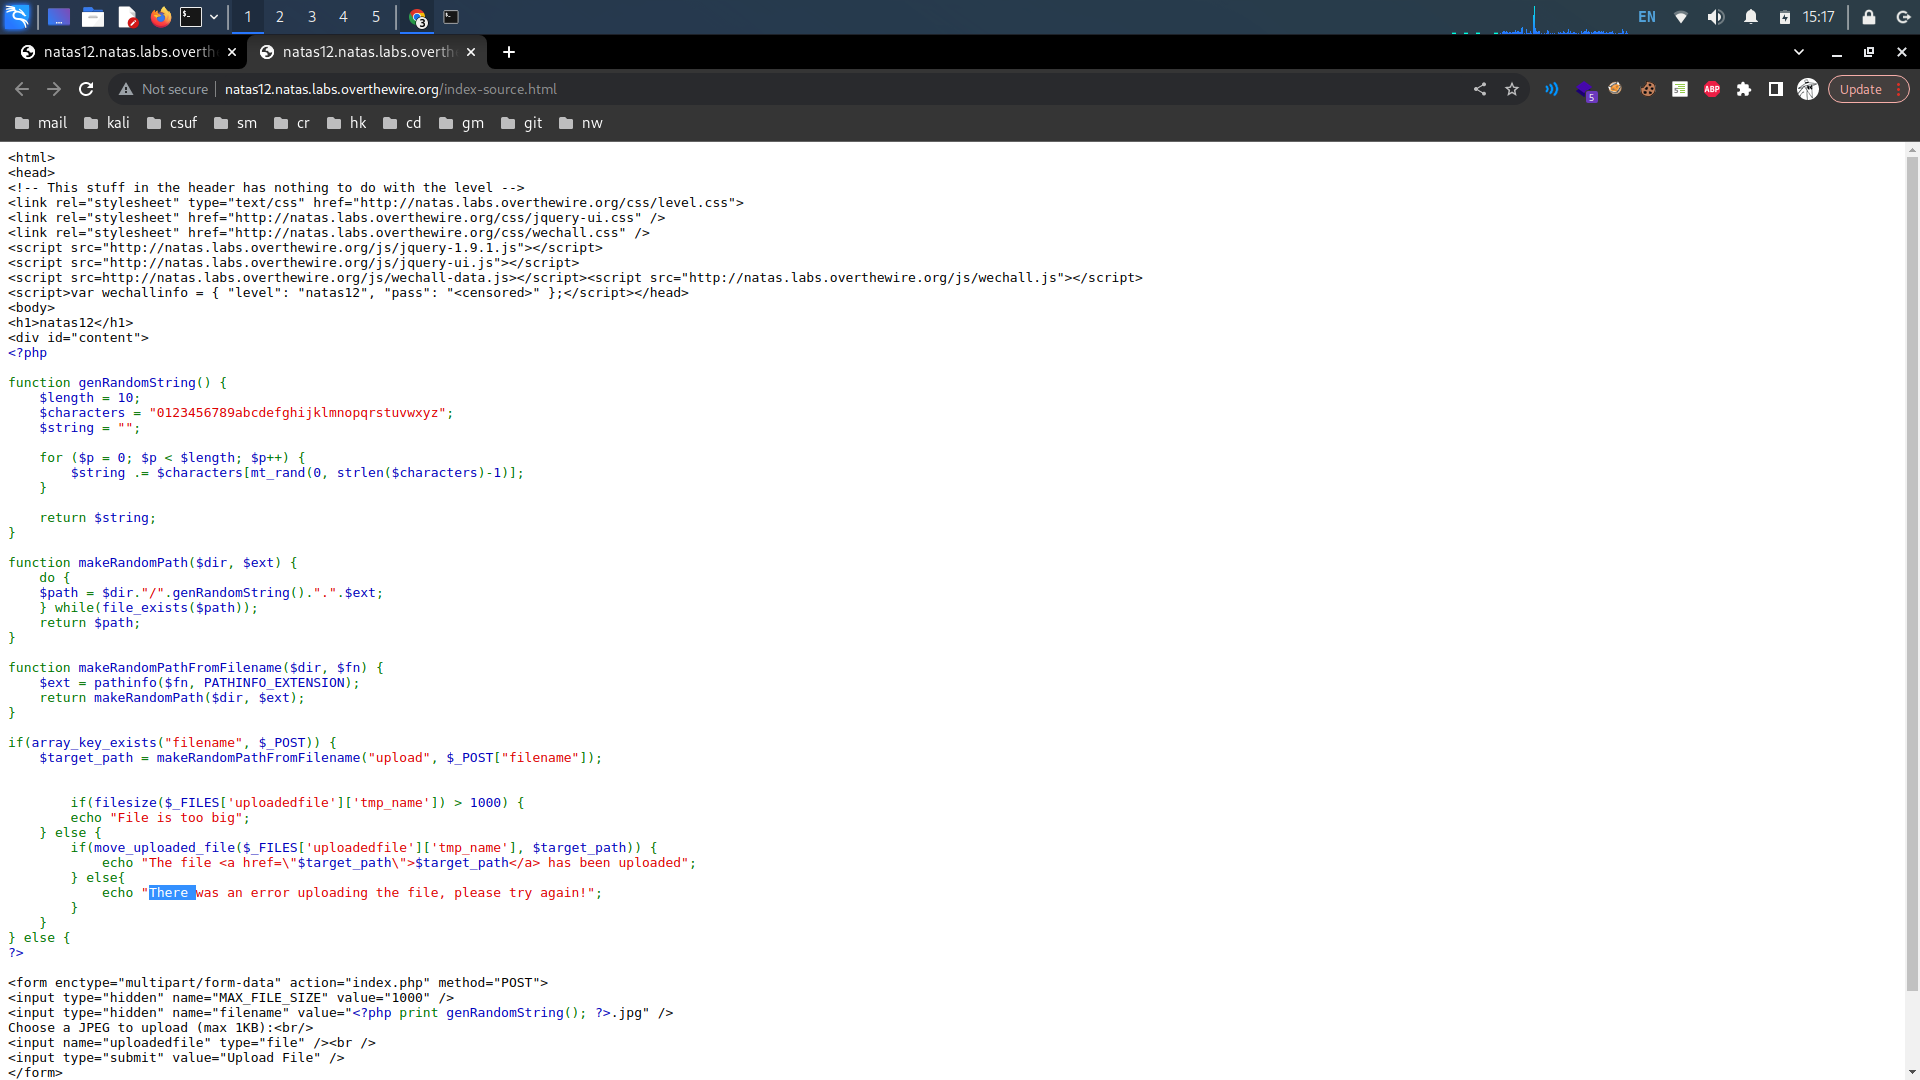 1 2 3 4 5 EN 15:17
natas12.natas.labs.overth natas12.natas.labs.overth
Not secure natas12.natas.labs.overthewire.org/index-source.html 5 ABP Update
mail kali csuf sm cr hk cd gm git nw
<html>
<head>
<!-- This stuff in the header has nothing to do with the level -->
<link rel="stylesheet" type="text/css" href="http://natas.labs.overthewire.org/css/level.css">
<link rel="stylesheet" href="http://natas.labs.overthewire.org/css/jquery-ui.css" />
<link rel="stylesheet" href="http://natas.labs.overthewire.org/css/wechall.css" />
<script src="http://natas.labs.overthewire.org/js/jquery-1.9.1.js"></script>
<script src="http://natas.labs.overthewire.org/js/jquery-ui.js"></script>
<script src=http://natas.labs.overthewire.org/js/wechall-data.js></script><script src="http://natas.labs.overthewire.org/js/wechall.js"></script>
<script>var wechallinfo = { "level": "natas12", "pass": "<censored>" };</script></head>
<body>
<h1>natas12</h1>
<div id="content">
<?php
function genRandomString() {
    $length = 10;
    $characters = "0123456789abcdefghijklmnopqrstuvwxyz";
    $string = "";
    for ($p = 0; $p < $length; $p++) {
        $string .= $characters[mt_rand(0, strlen($characters)-1)];
    }
    return $string;
}
function makeRandomPath($dir, $ext) {
    do {
    $path = $dir."/".genRandomString().".".$ext;
    } while(file_exists($path));
    return $path;
}
function makeRandomPathFromFilename($dir, $fn) {
    $ext = pathinfo($fn, PATHINFO_EXTENSION);
    return makeRandomPath($dir, $ext);
}
if(array_key_exists("filename", $_POST)) {
    $target_path = makeRandomPathFromFilename("upload", $_POST["filename"]);
        if(filesize($_FILES['uploadedfile']['tmp_name']) > 1000) {
        echo "File is too big";
    } else {
        if(move_uploaded_file($_FILES['uploadedfile']['tmp_name'], $target_path)) {
            echo "The file <a href=\"$target_path\">$target_path</a> has been uploaded";
        } else{
            echo "There was an error uploading the file, please try again!";
        }
    }
} else {
?>
<form enctype="multipart/form-data" action="index.php" method="POST">
<input type="hidden" name="MAX_FILE_SIZE" value="1000" />
<input type="hidden" name="filename" value="<?php print genRandomString(); ?>.jpg" />
Choose a JPEG to upload (max 1KB):<br/>
<input name="uploadedfile" type="file" /><br />
<input type="submit" value="Upload File" />
</form>